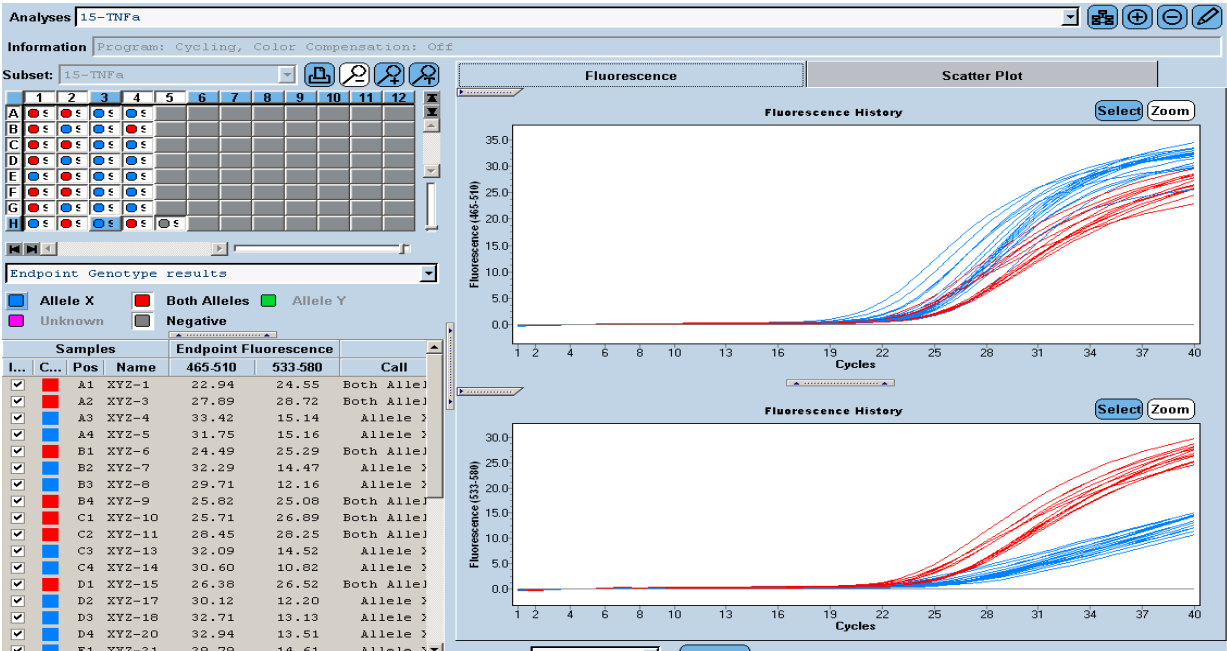 Analyses 15-TNFa
Information Program: Cycling, Color Compensation: Off
Subset: 15-TNFa
1 2 3 4 5 6 7 8 9 10 11 12
A
B
C
D
E
F
G
H
Endpoint Genotype results
Allele X Both Alleles Allele Y
Unknown Negative
Samples Endpoint Fluorescence
I... C... Pos Name 465-510 533-580 Call
A1 XYZ-1 22.94 24.55 Both Allel
A2 XYZ-3 27.89 28.72 Both Allel
A3 XYZ-4 33.42 15.14 Allele X
A4 XYZ-5 31.75 15.16 Allele X
B1 XYZ-6 24.49 25.29 Both Allel
B2 XYZ-7 32.29 14.47 Allele X
B3 XYZ-8 29.71 12.16 Allele X
B4 XYZ-9 25.82 25.08 Both Allel
C1 XYZ-10 25.71 26.89 Both Allel
C2 XYZ-11 28.45 28.25 Both Allel
C3 XYZ-13 32.09 14.52 Allele X
C4 XYZ-14 30.60 10.82 Allele X
D1 XYZ-15 26.38 26.52 Both Allel
D2 XYZ-17 30.12 12.20 Allele X
D3 XYZ-18 32.71 13.13 Allele X
D4 XYZ-20 32.94 13.51 Allele X
Fluorescence Scatter Plot
Fluorescence History
Select Zoom
Fluorescence (465-510)
35.0
30.0
25.0
20.0
15.0
10.0
5.0
0.0
1 2 4 6 8 10 13 16 19 22 25 28 31 34 37 40
Cycles
Fluorescence History
Select Zoom
Fluorescence (533-580)
30.0
25.0
20.0
15.0
10.0
5.0
0.0
1 2 4 6 8 10 13 16 19 22 25 28 31 34 37 40
Cycles